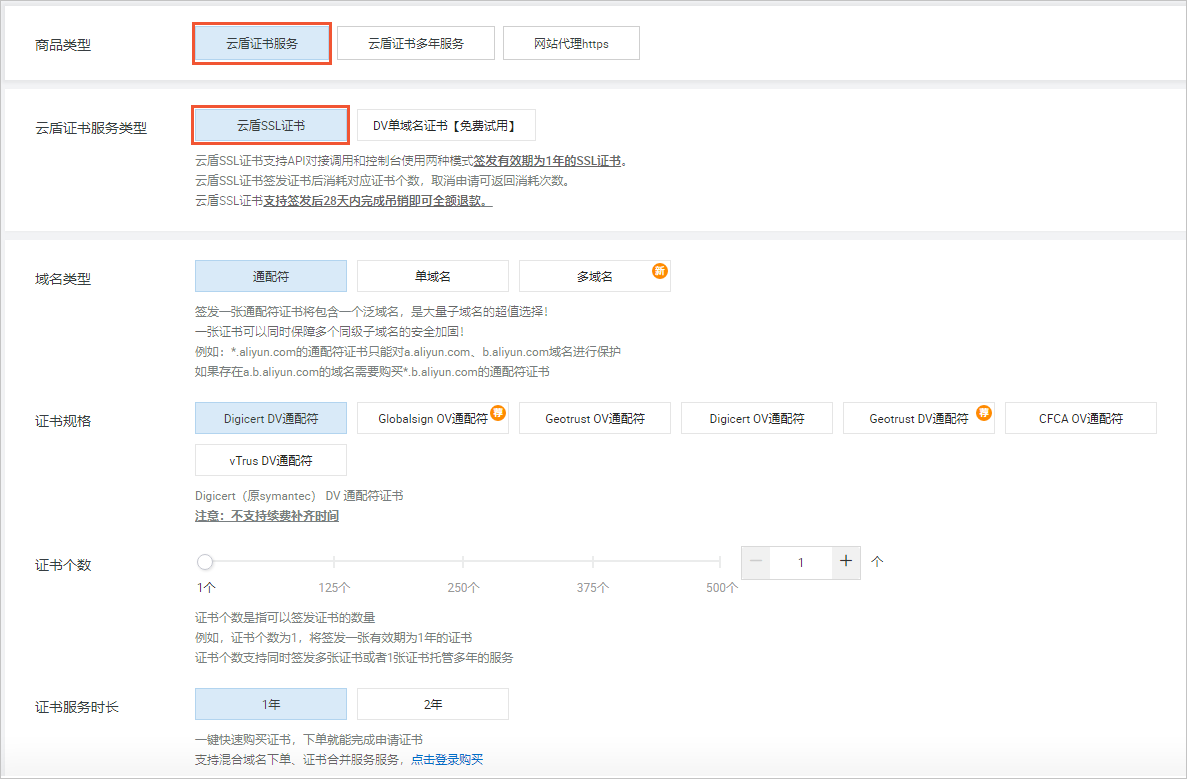 商品类型
云盾证书服务
云盾证书多年服务
网站代理https
云盾证书服务类型
云盾SSL证书
DV单域名证书【免费试用】
云盾SSL证书支持API对接调用和控制台使用两种模式签发有效期为1年的SSL证书。
云盾SSL证书签发证书后消耗对应证书个数，取消申请可返回消耗次数。
云盾SSL证书支持签发后28天内完成吊销即可全额退款。
域名类型
通配符
单域名
多域名
新
签发一张通配符证书将包含一个泛域名，是大量子域名的超值选择！
一张证书可以同时保障多个同级子域名的安全加固！
例如：*.aliyun.com的通配符证书只能对a.aliyun.com、b.aliyun.com域名进行保护
如果存在a.b.aliyun.com的域名需要购买*.b.aliyun.com的通配符证书
证书规格
Digicert DV通配符
Globalsign OV通配符
荐
Geotrust OV通配符
Digicert OV通配符
Geotrust DV通配符
荐
CFCA OV通配符
vTrus DV通配符
Digicert（原symantec） DV 通配符证书
注意：不支持续费补齐时间
证书个数
1个
125个
250个
375个
500个
− 1 + 个
证书个数是指可以签发证书的数量
例如，证书个数为1，将签发一张有效期为1年的证书
证书个数支持同时签发多张证书或者1张证书托管多年的服务
证书服务时长
1年
2年
一键快速购买证书，下单就能完成申请证书
支持混合域名下单、证书合并服务服务，点击登录购买